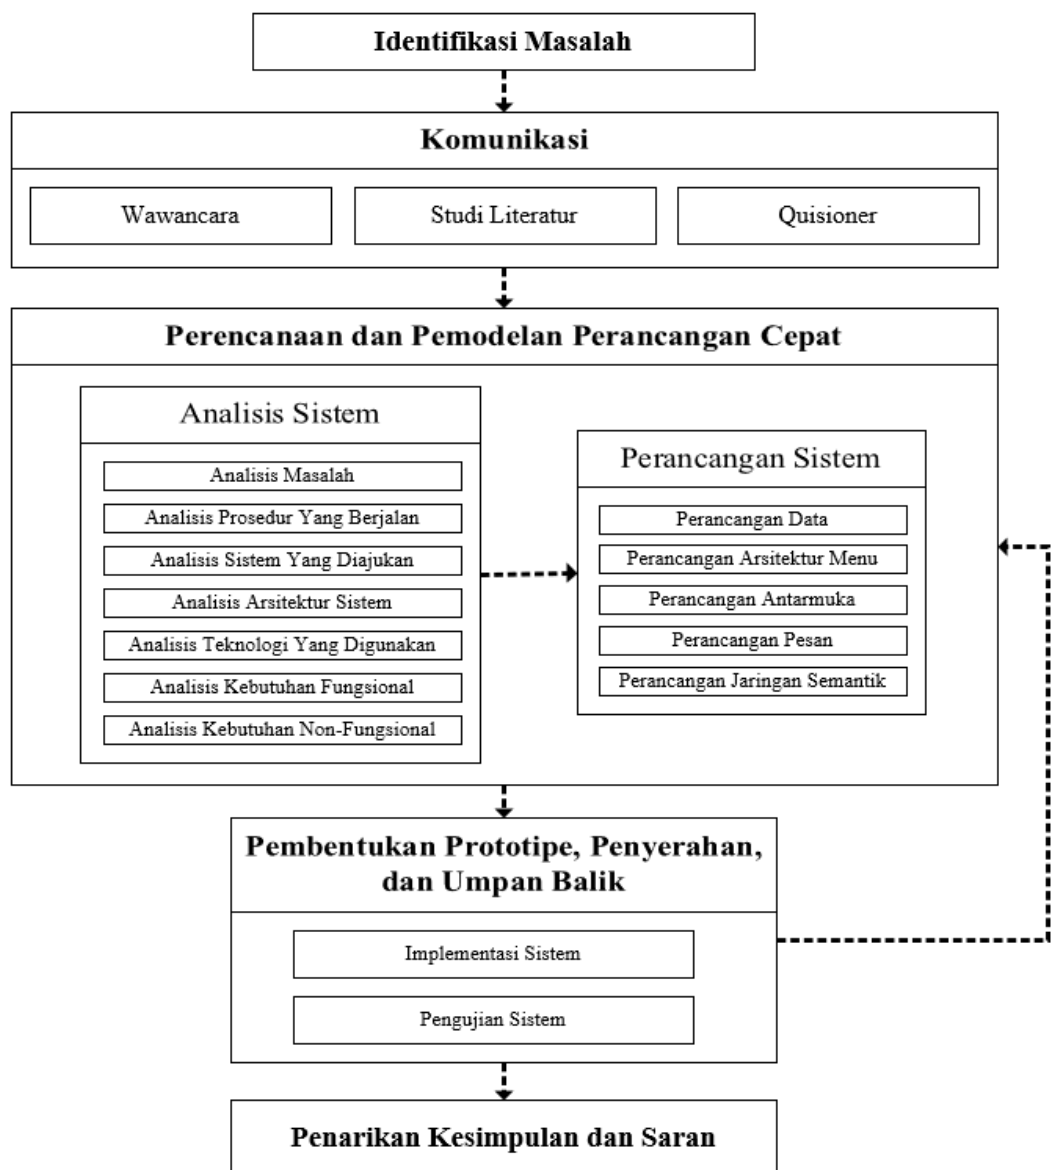 Identifikasi Masalah
Komunikasi
Wawancara
Studi Literatur
Quisioner
Perencanaan dan Pemodelan Perancangan Cepat
Analisis Sistem
Analisis Masalah
Analisis Prosedur Yang Berjalan
Analisis Sistem Yang Diajukan
Analisis Arsitektur Sistem
Analisis Teknologi Yang Digunakan
Analisis Kebutuhan Fungsional
Analisis Kebutuhan Non-Fungsional
Perancangan Sistem
Perancangan Data
Perancangan Arsitektur Menu
Perancangan Antarmuka
Perancangan Pesan
Perancangan Jaringan Semantik
Pembentukan Prototipe, Penyerahan,
dan Umpan Balik
Implementasi Sistem
Pengujian Sistem
Penarikan Kesimpulan dan Saran